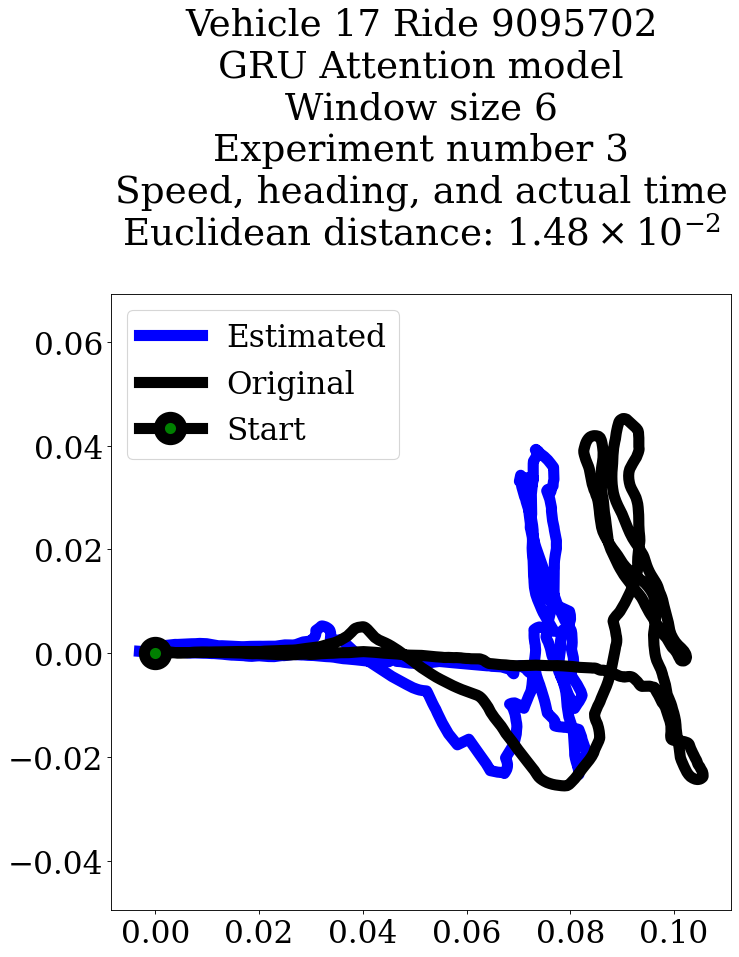 Vehicle 17 Ride 9095702
GRU Attention model
Window size 6
Experiment number 3
Speed, heading, and actual time
Euclidean distance: 1.48 × 10⁻²
Estimated
Original
Start
0.06
0.04
0.02
0.00
−0.02
−0.04
0.00 0.02 0.04 0.06 0.08 0.10